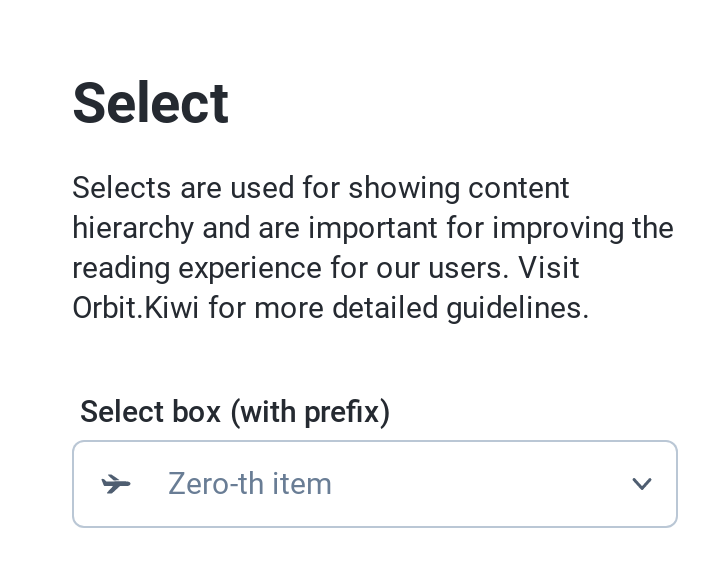 Select
Selects are used for showing content
hierarchy and are important for improving the
reading experience for our users. Visit
Orbit.Kiwi for more detailed guidelines.
Select box (with prefix)
Zero-th item